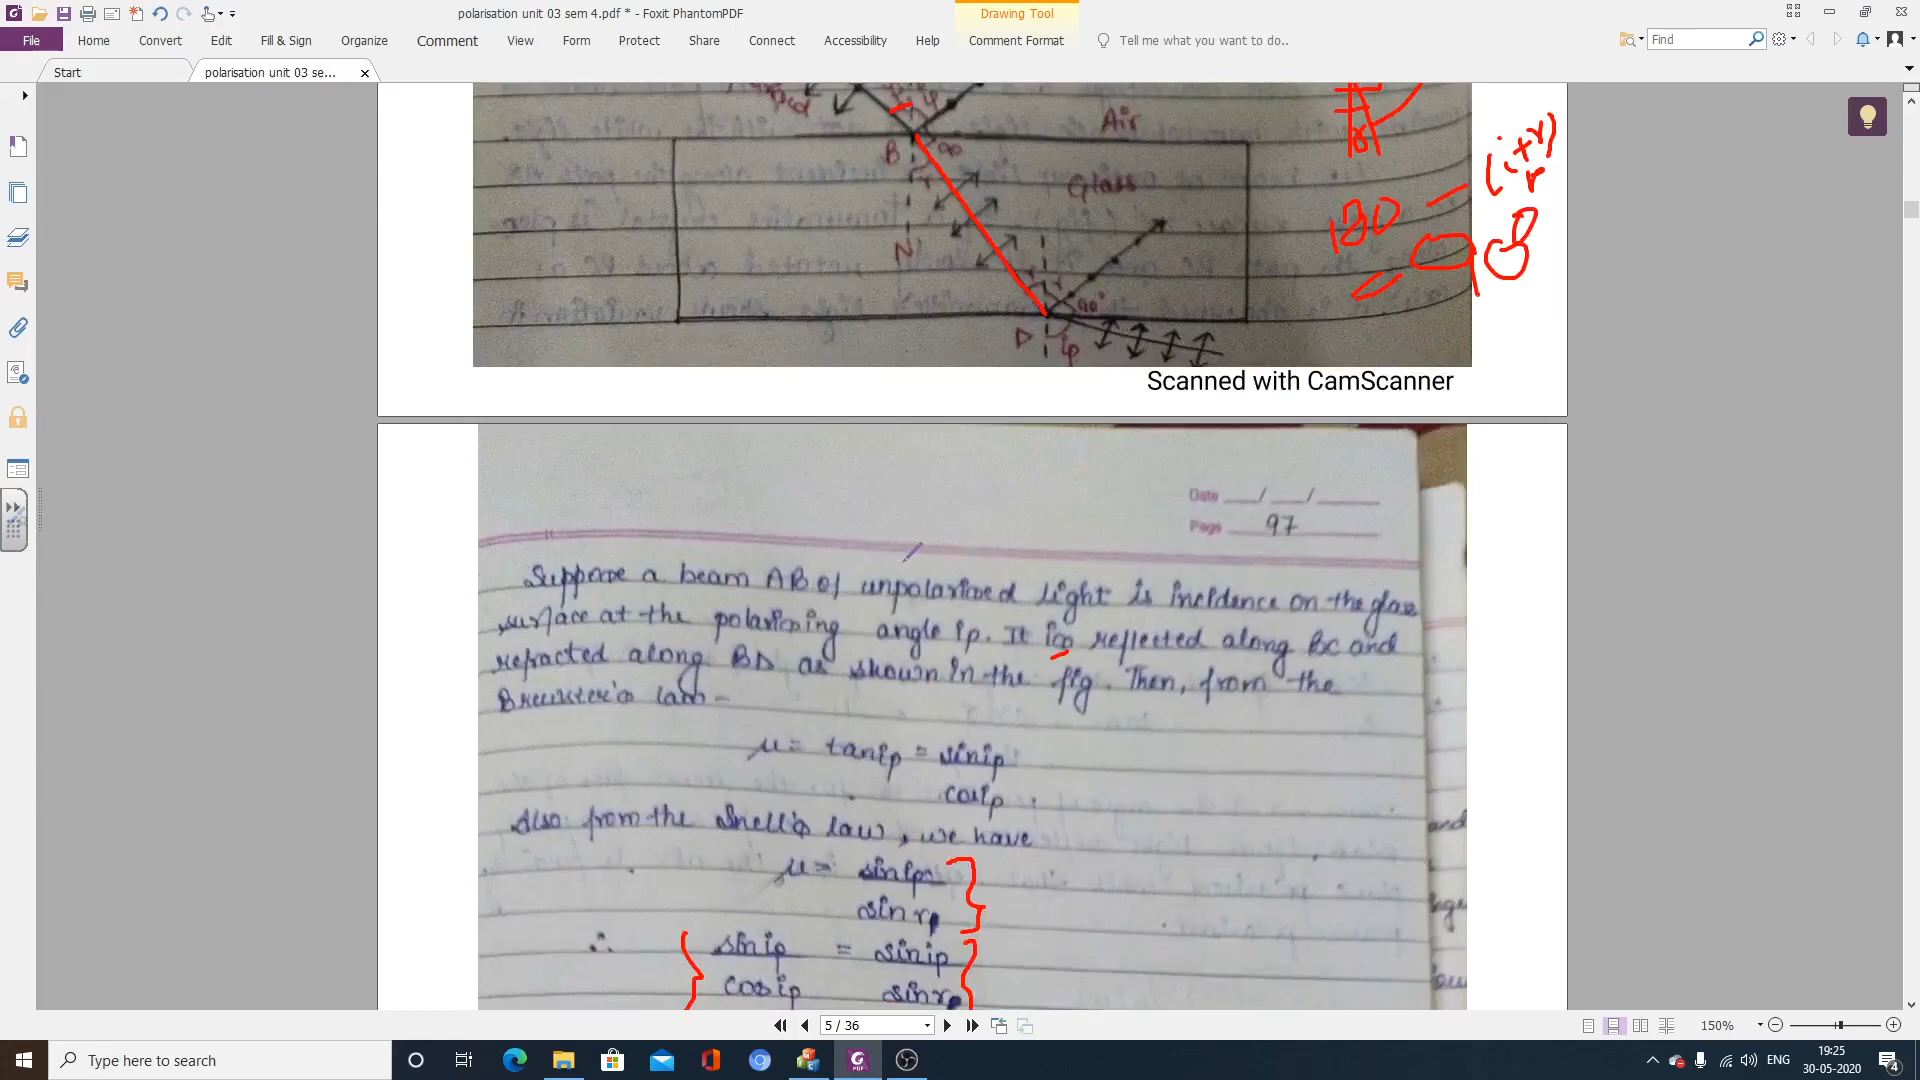 polarisation unit 03 sem 4.pdf * - Foxit PhantomPDF
Drawing Tool
File Home Convert Edit Fill & Sign Organize Comment View Form Protect Share Connect Accessibility Help Comment Format Tell me what you want to do.. Find
Start polarisation unit 03 se...
Air
B
r
Glass
N
90°
D ip
(i+r)
180 -
= 90
Scanned with CamScanner
Date / /
Page 97
Suppose a beam AB of unpolarized light is incidence on the glass
surface at the polarizing angle ip. It is reflected along BC and
refracted along BD as shown in the fig. Then, from the
Brewster's law -
μ = tanip = sinip
cosip
Also from the Snell's law, we have
μ = sinip
sinrp
∴ sinip = sinip
cosip sinrp
5 / 36
150%
Type here to search
ENG
19:25
30-05-2020
4